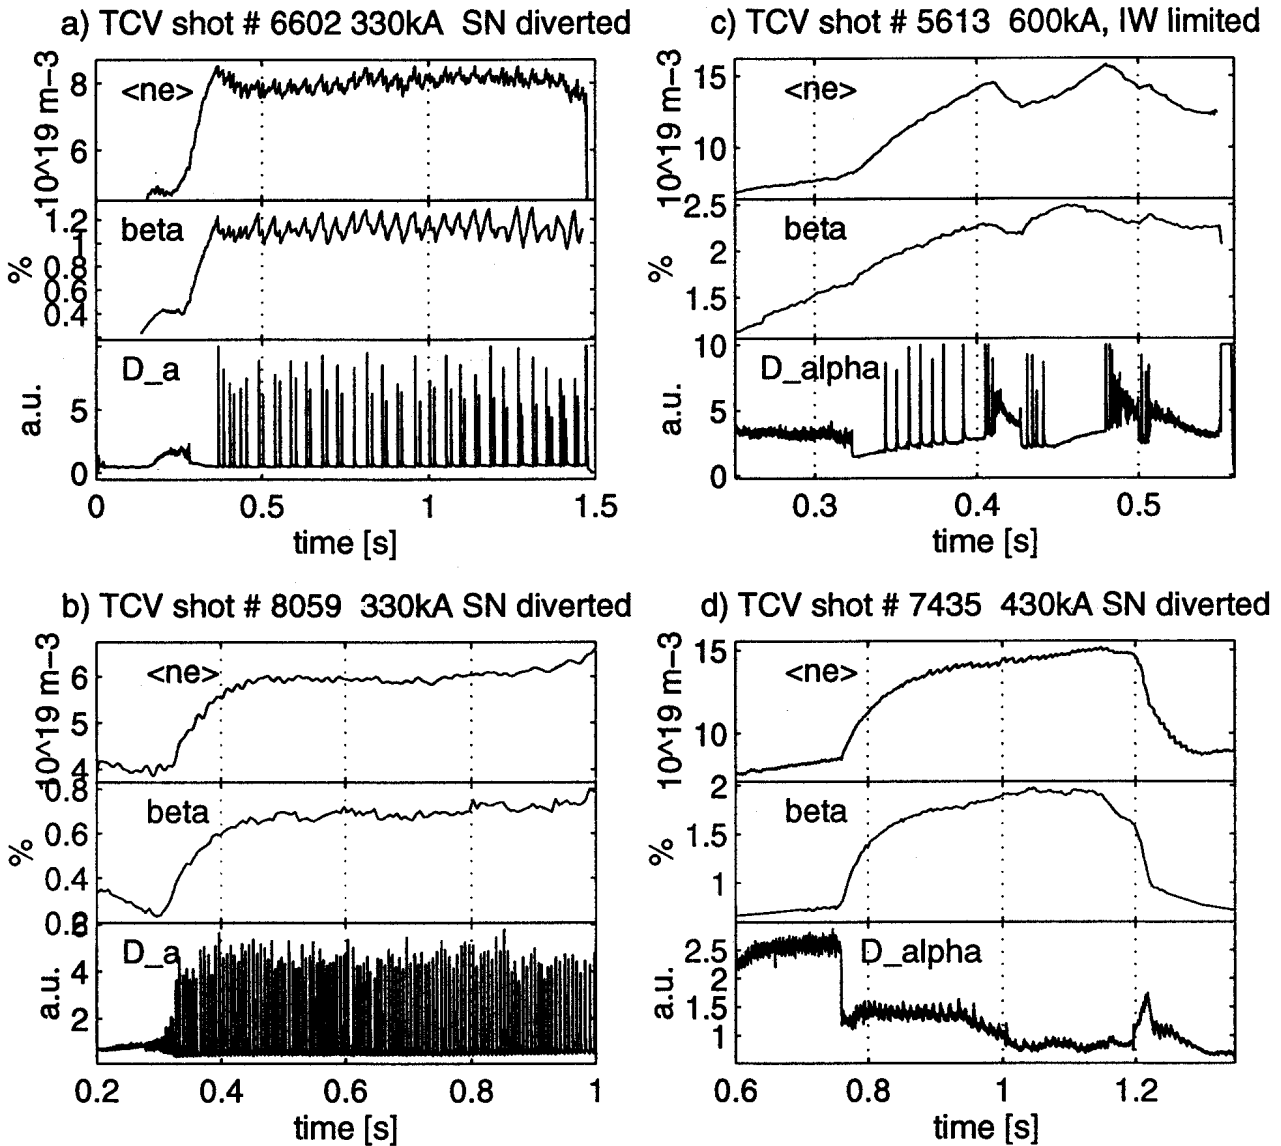 a) TCV shot # 6602 330kA SN diverted
<ne>
10^19 m-3
8
6
beta
%
1.2
1
0.8
0.6
0.4
D_a
a.u.
5
0
0 0.5 1 1.5
time [s]
c) TCV shot # 5613 600kA, IW limited
<ne>
10^19 m-3
15
10
beta
%
2.5
2
1.5
D_alpha
a.u.
10
5
0
0.3 0.4 0.5
time [s]
b) TCV shot # 8059 330kA SN diverted
<ne>
10^19 m-3
6
5
4
beta
%
0.8
0.6
0.4
0.2
D_a
a.u.
6
4
2
0.2 0.4 0.6 0.8 1
time [s]
d) TCV shot # 7435 430kA SN diverted
<ne>
10^19 m-3
15
10
beta
%
2
1.5
1
D_alpha
a.u.
2.5
2
1.5
1
0.6 0.8 1 1.2
time [s]